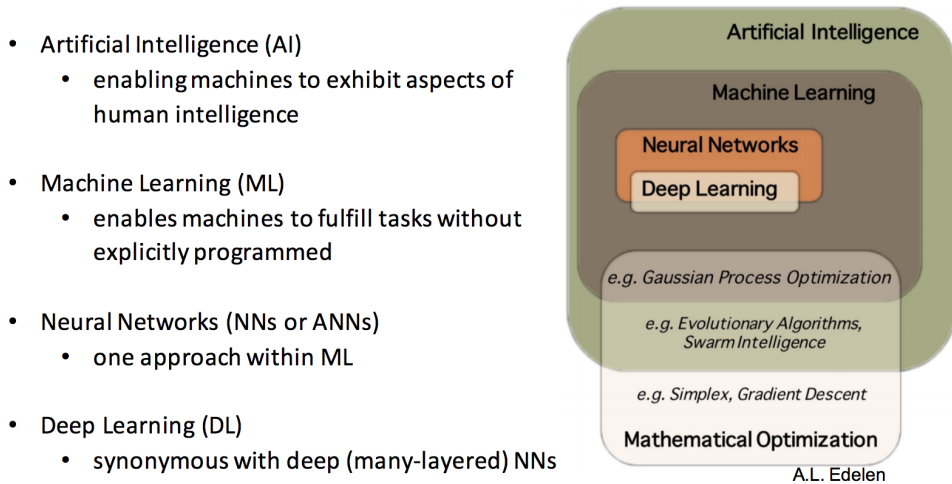 • Artificial Intelligence (AI)
• enabling machines to exhibit aspects of
human intelligence
• Machine Learning (ML)
• enables machines to fulfill tasks without
explicitly programmed
• Neural Networks (NNs or ANNs)
• one approach within ML
• Deep Learning (DL)
• synonymous with deep (many-layered) NNs
Artificial Intelligence
Machine Learning
Neural Networks
Deep Learning
e.g. Gaussian Process Optimization
e.g. Evolutionary Algorithms,
Swarm Intelligence
e.g. Simplex, Gradient Descent
Mathematical Optimization
A.L. Edelen